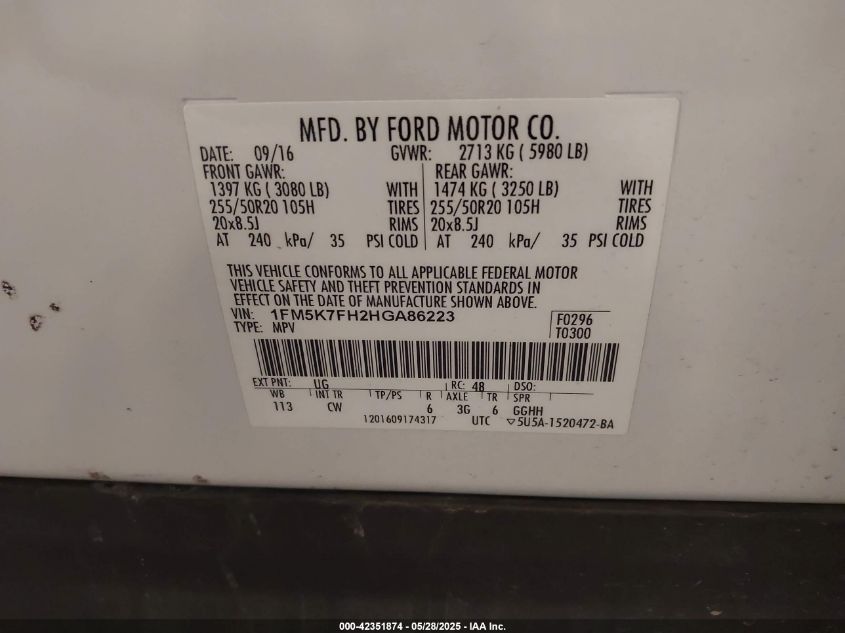 MFD. BY FORD MOTOR CO.
DATE: 09/16 GVWR: 2713 KG ( 5980 LB)
FRONT GAWR: REAR GAWR:
1397 KG ( 3080 LB) WITH 1474 KG ( 3250 LB) WITH
255/50R20 105H TIRES 255/50R20 105H TIRES
20x8.5J RIMS 20x8.5J RIMS
AT 240 kPa/ 35 PSI COLD AT 240 kPa/ 35 PSI COLD
THIS VEHICLE CONFORMS TO ALL APPLICABLE FEDERAL MOTOR
VEHICLE SAFETY AND THEFT PREVENTION STANDARDS IN
EFFECT ON THE DATE OF MANUFACTURE SHOWN ABOVE.
VIN: 1FM5K7FH2HGA86223
TYPE: MPV
F0296
T0300
EXT PNT: UG RC: 48 DSO:
WB INT TR TP/PS R AXLE TR SPR
113 CW 6 3G 6 GGHH
1201609174317 UTC ▽5U5A-1520472-BA
000-42351874 / 05/28/2025 - IAA Inc.